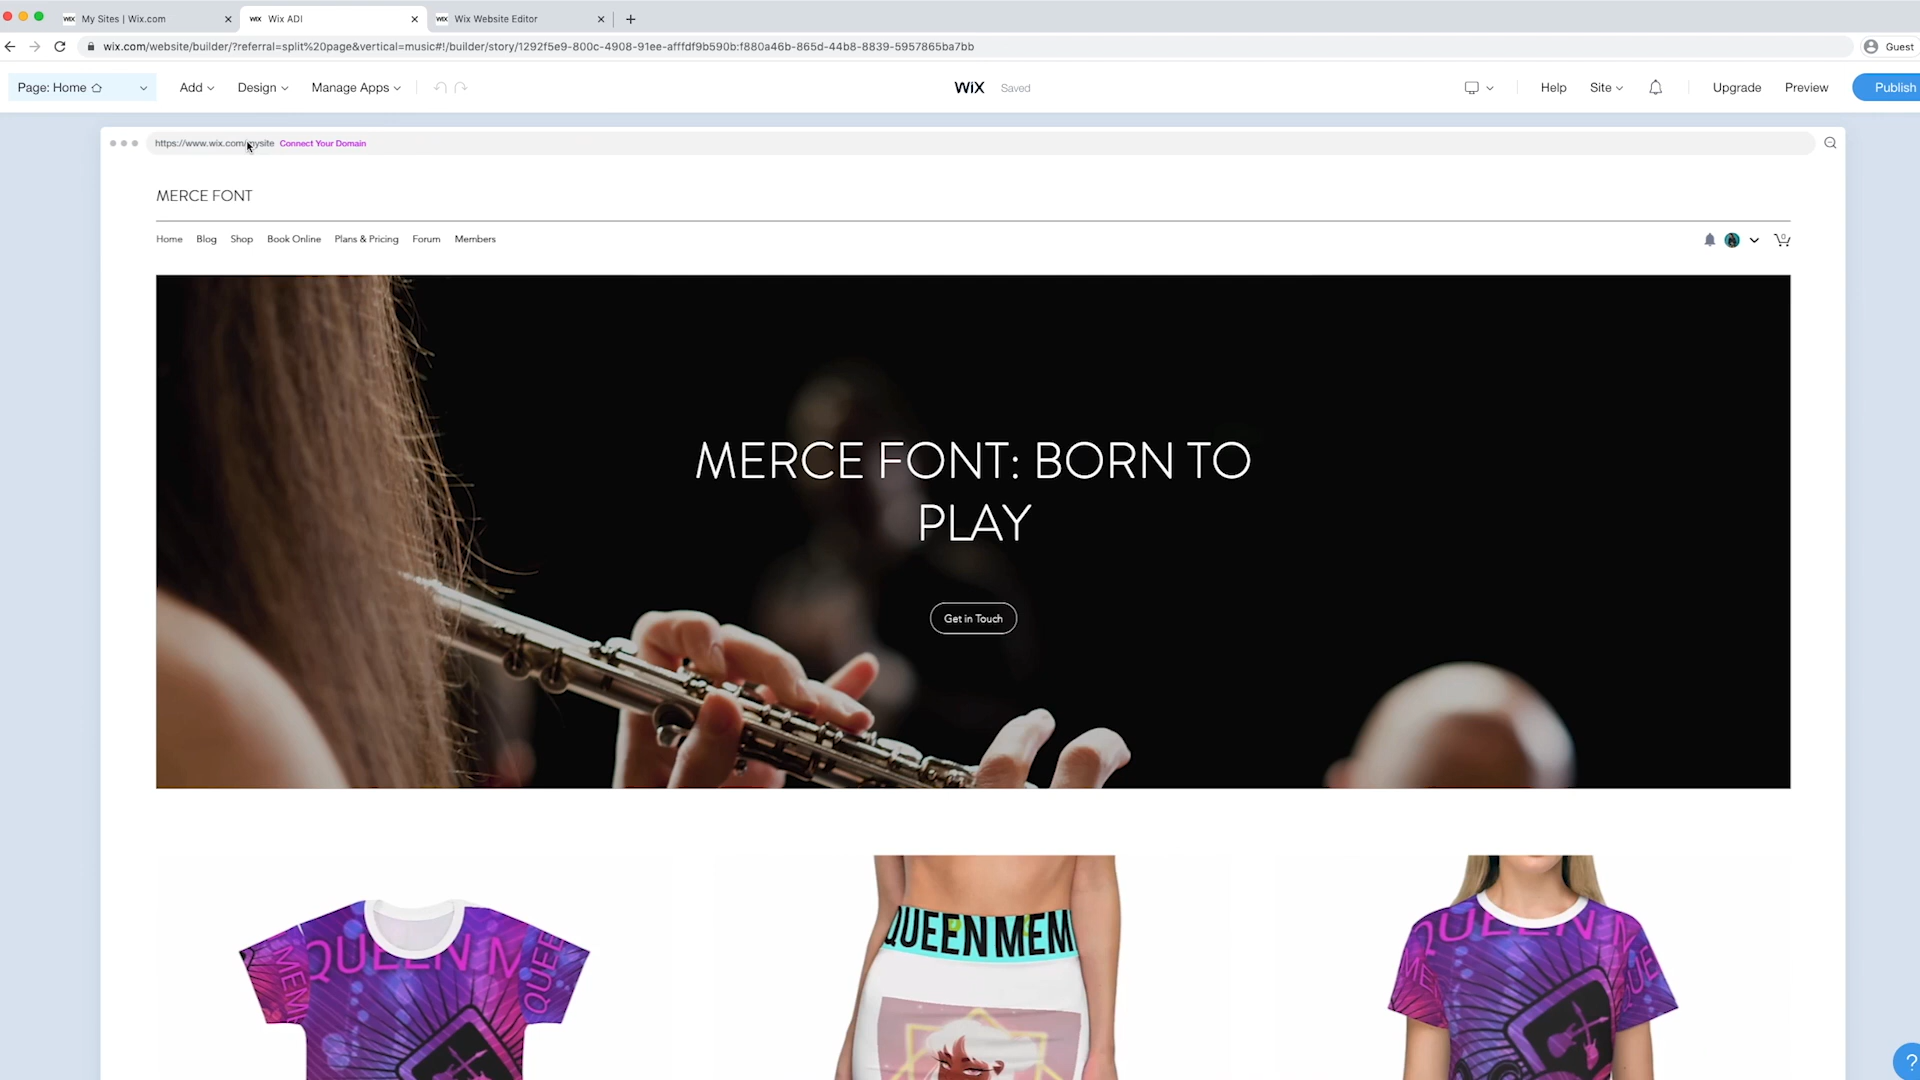 WiX My Sites | Wix.com
WiX Wix ADI
WiX Wix Website Editor
wix.com/website/builder/?referral=split%20page&vertical=music#!/builder/story/1292f5e9-800c-4908-91ee-afffdf9b590b:f880a46b-865d-44b8-8839-5957865ba7bb
Guest
Page: Home
Add
Design
Manage Apps
WiX
Saved
Help
Site
Upgrade
Preview
Publish
https://www.wix.com/mysite Connect Your Domain
MERCE FONT
Home Blog Shop Book Online Plans & Pricing Forum Members
0
MERCE FONT: BORN TO
PLAY
Get in Touch
QUEEN M
QUEE
MEM
QUEEN MEM
QUEEN M
ME
?